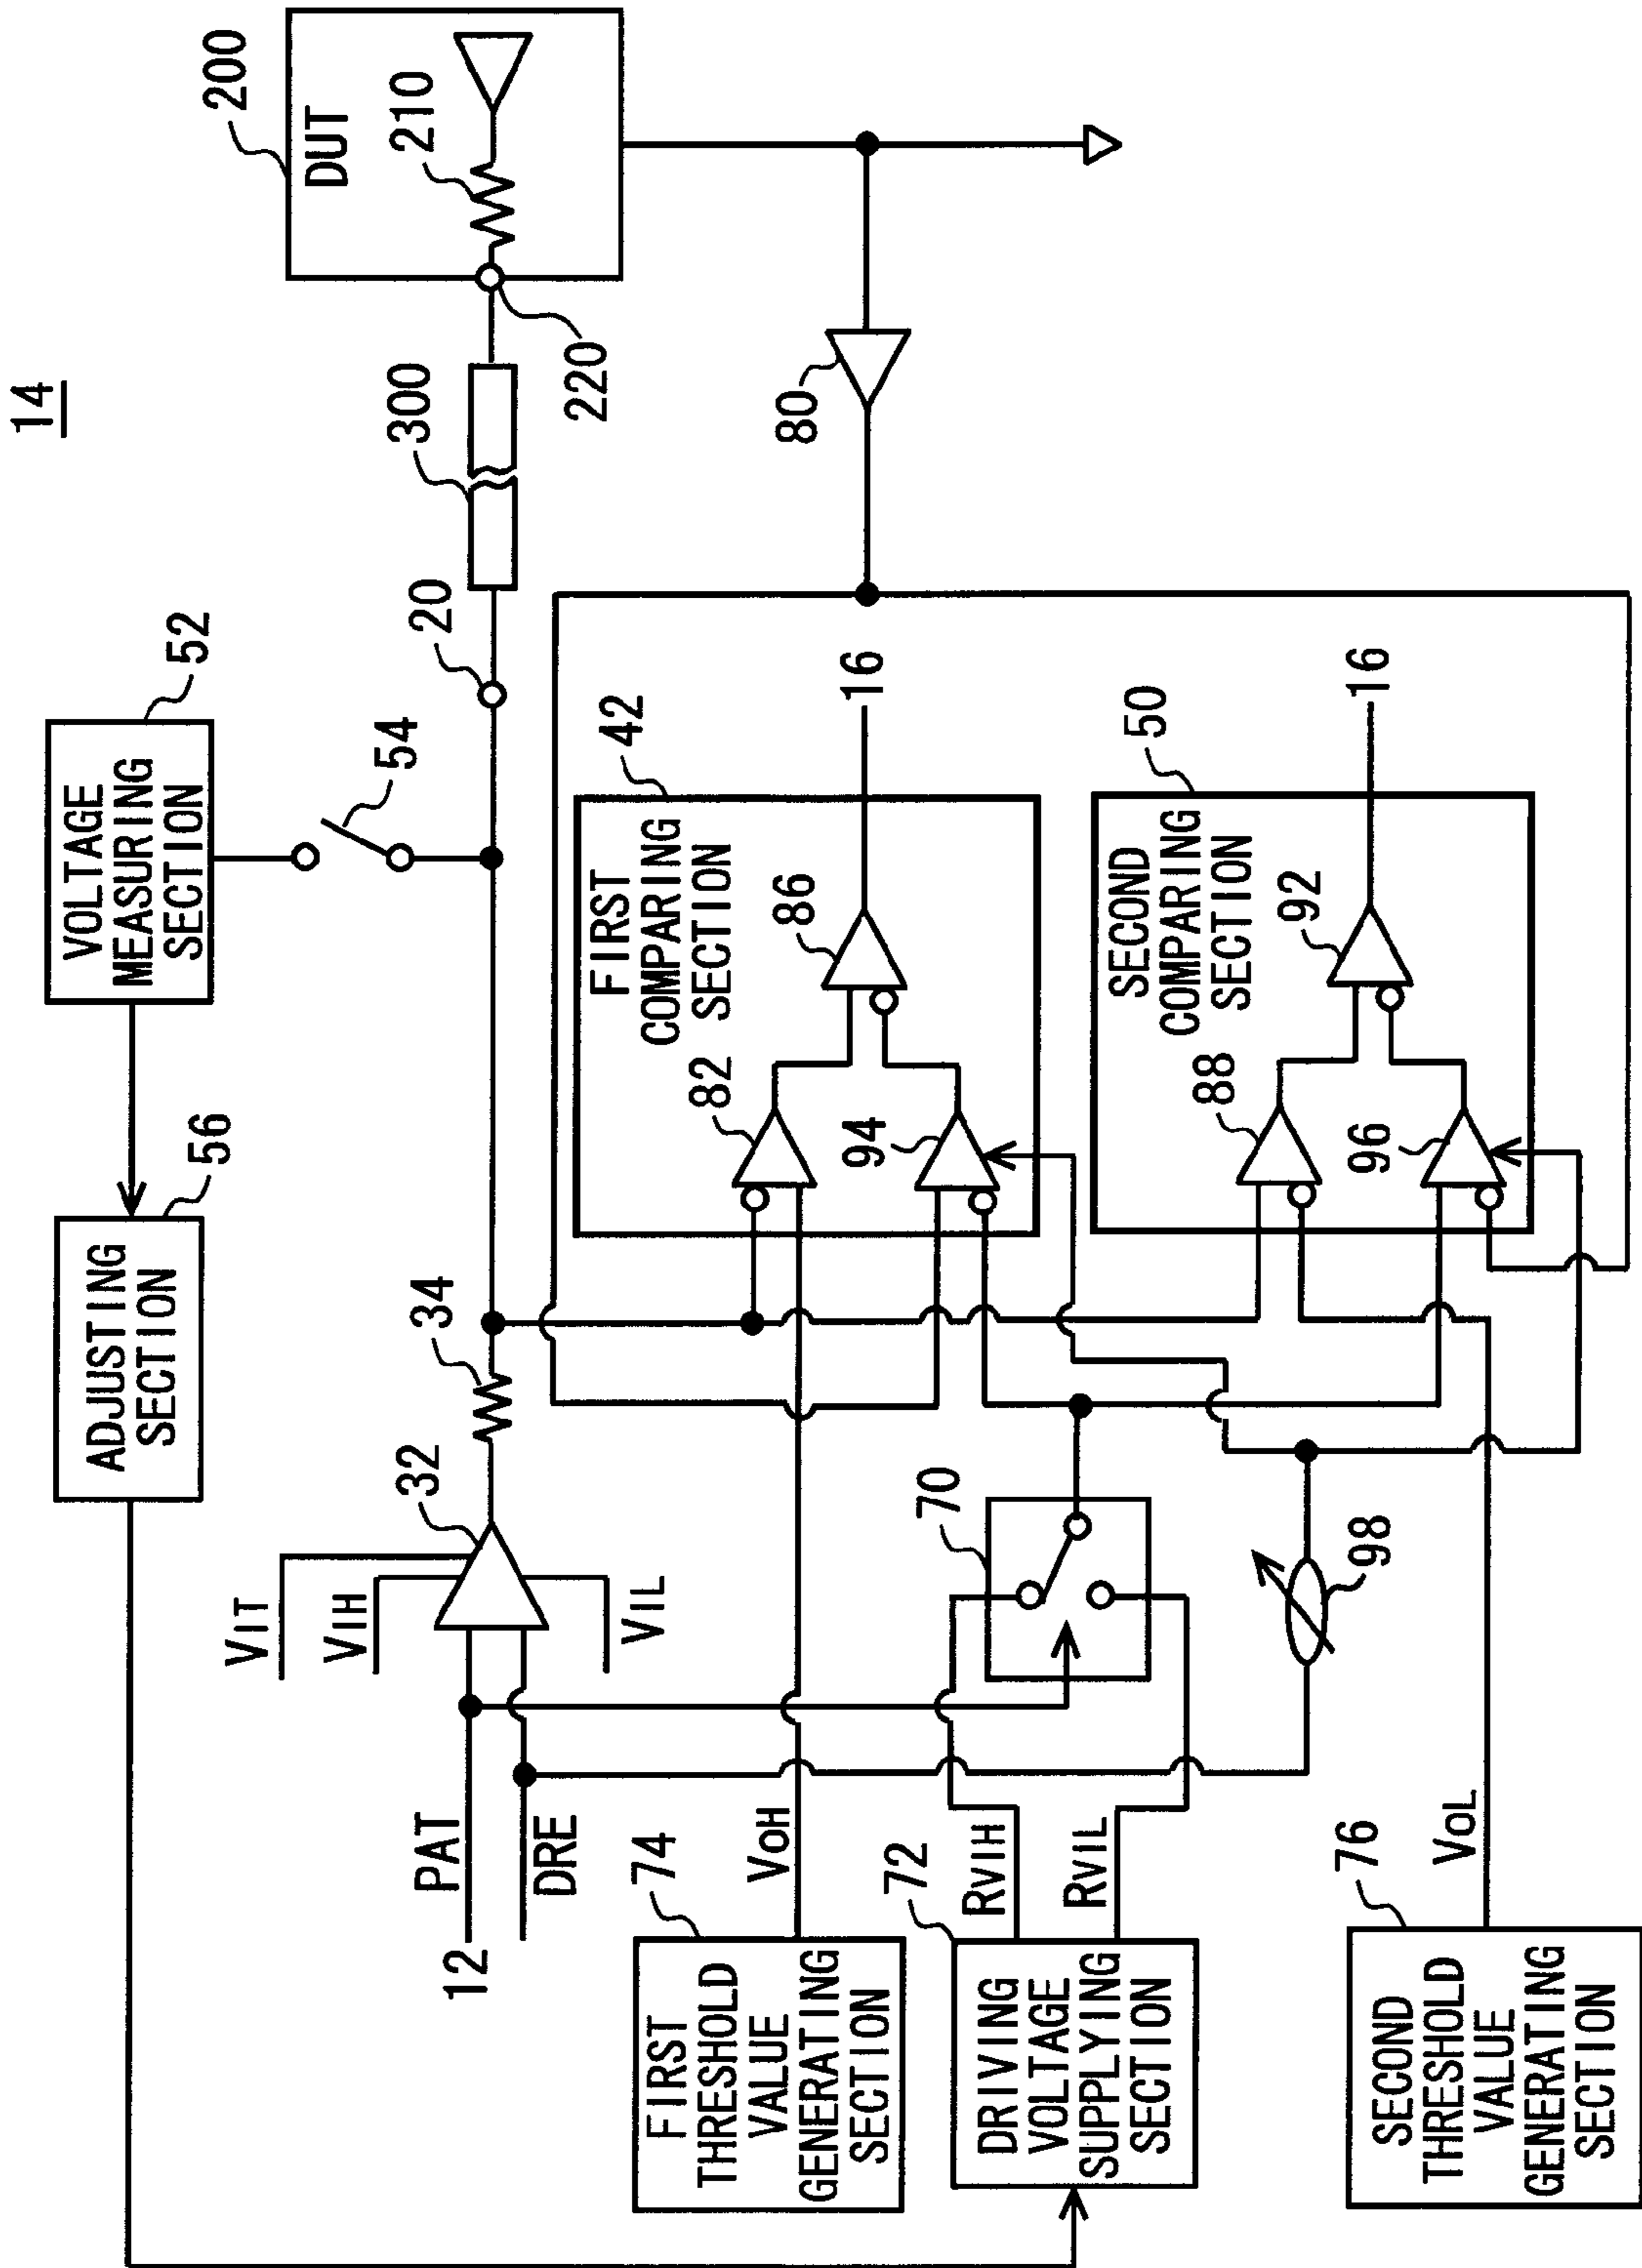 14
200
DUT
210
220
300
20
80
VOLTAGE
MEASURING
SECTION
52
54
ADJUSTING
SECTION
56
34
32
VIT
VIH
VIL
PAT
DRE
12
FIRST
COMPARING
SECTION
42
82
86
94
16
SECOND
COMPARING
SECTION
50
88
92
96
16
70
98
FIRST
THRESHOLD
VALUE
GENERATING
SECTION
74
VOH
DRIVING
VOLTAGE
SUPPLYING
SECTION
72
RVIH
RVIL
SECOND
THRESHOLD
VALUE
GENERATING
SECTION
76
VOL